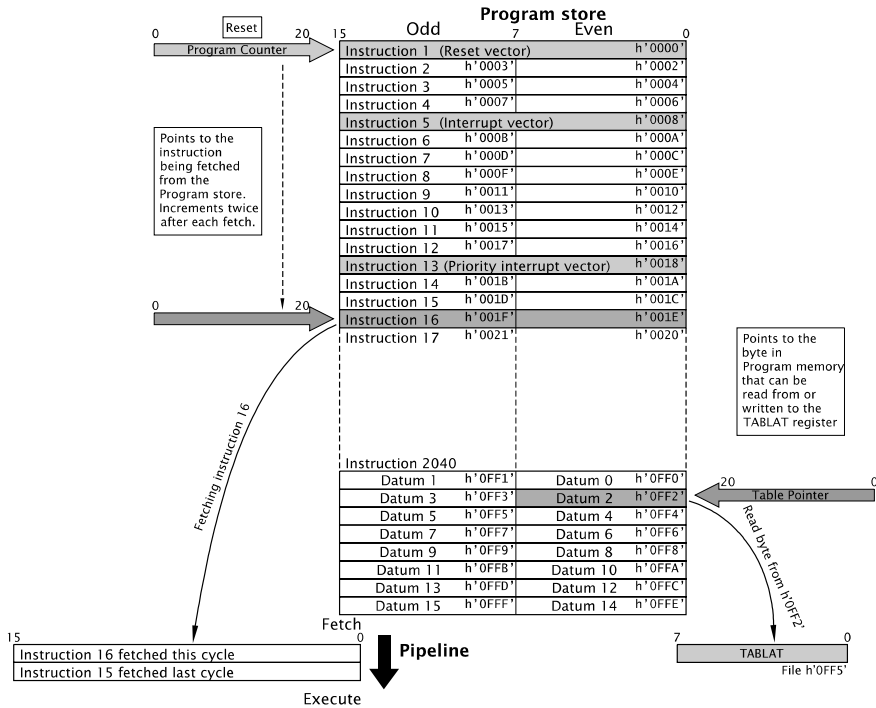 Program store
Reset
15 Odd 7 Even 0
0 20
Program Counter
Instruction 1 (Reset vector) h'0000'
Instruction 2 h'0003' h'0002'
Instruction 3 h'0005' h'0004'
Instruction 4 h'0007' h'0006'
Instruction 5 (Interrupt vector) h'0008'
Instruction 6 h'000B' h'000A'
Instruction 7 h'000D' h'000C'
Instruction 8 h'000F' h'000E'
Instruction 9 h'0011' h'0010'
Instruction 10 h'0013' h'0012'
Instruction 11 h'0015' h'0014'
Instruction 12 h'0017' h'0016'
Instruction 13 (Priority interrupt vector) h'0018'
Instruction 14 h'001B' h'001A'
Instruction 15 h'001D' h'001C'
Instruction 16 h'001F' h'001E'
Instruction 17 h'0021' h'0020'
Points to the
instruction
being fetched
from the
Program store.
Increments twice
after each fetch.
0 20
Points to the
byte in
Program memory
that can be
read from or
written to the
TABLAT register
Fetching instruction 16
Instruction 2040
Datum 1 h'0FF1' Datum 0 h'0FF0'
Datum 3 h'0FF3' Datum 2 h'0FF2'
Datum 5 h'0FF5' Datum 4 h'0FF4'
Datum 7 h'0FF7' Datum 6 h'0FF6'
Datum 9 h'0FF9' Datum 8 h'0FF8'
Datum 11 h'0FFB' Datum 10 h'0FFA'
Datum 13 h'0FFD' Datum 12 h'0FFC'
Datum 15 h'0FFF' Datum 14 h'0FFE'
20 0
Table Pointer
Read byte from h'0FF2'
Fetch
15 0
Instruction 16 fetched this cycle
Instruction 15 fetched last cycle
Pipeline
Execute
7 0
TABLAT
File h'0FF5'